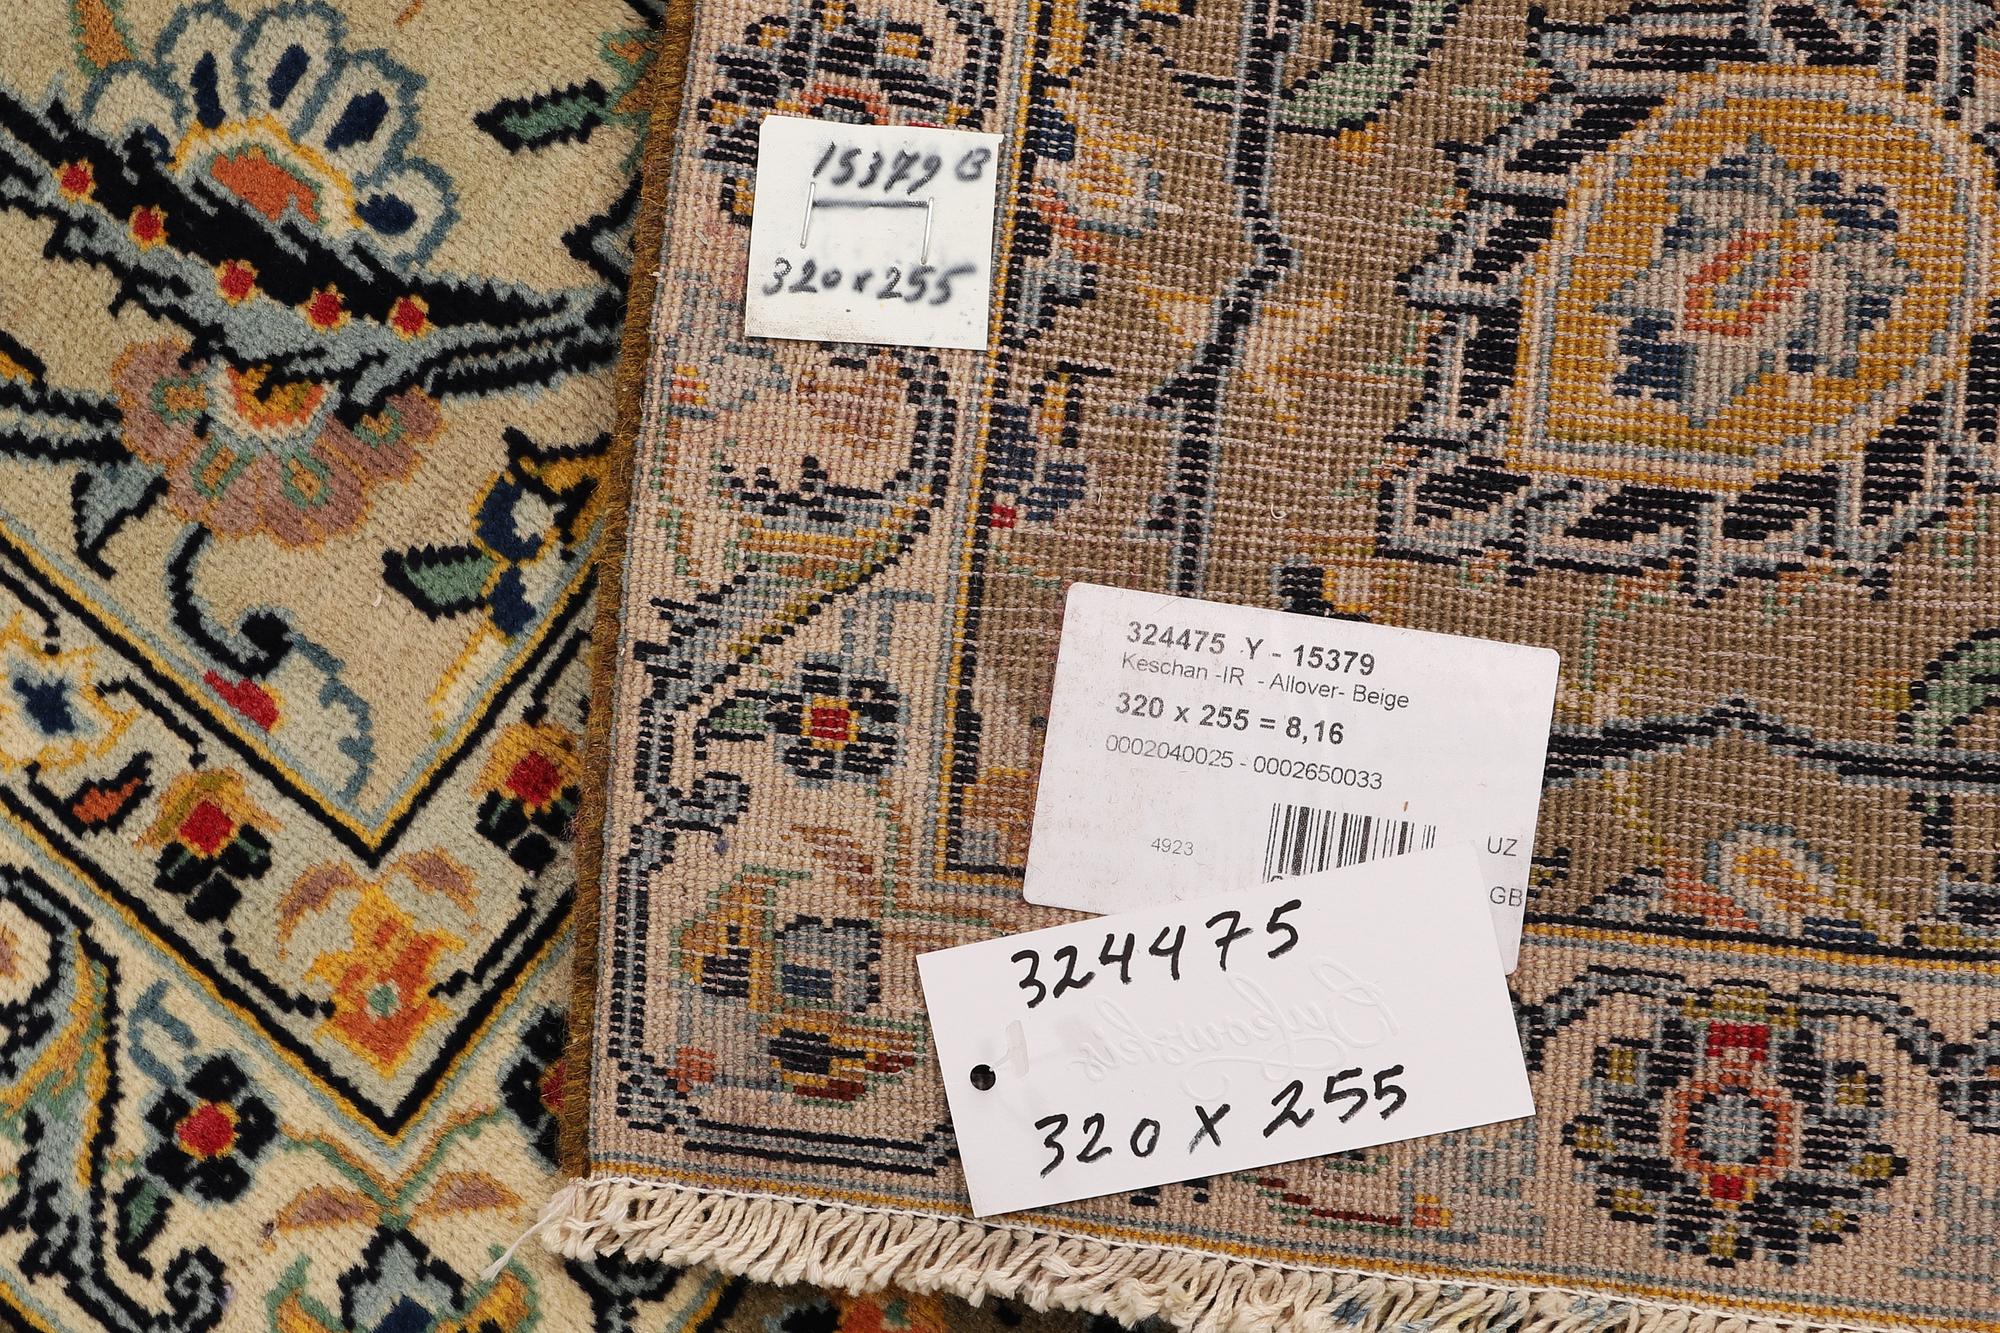 15379 B
320 x 255
324475 Y - 15379
Keschan -IR - Allover- Beige
320 x 255 = 8,16
0002040025 - 0002650033
4923
UZ
GB
324475
Bukowskis
320 x 255